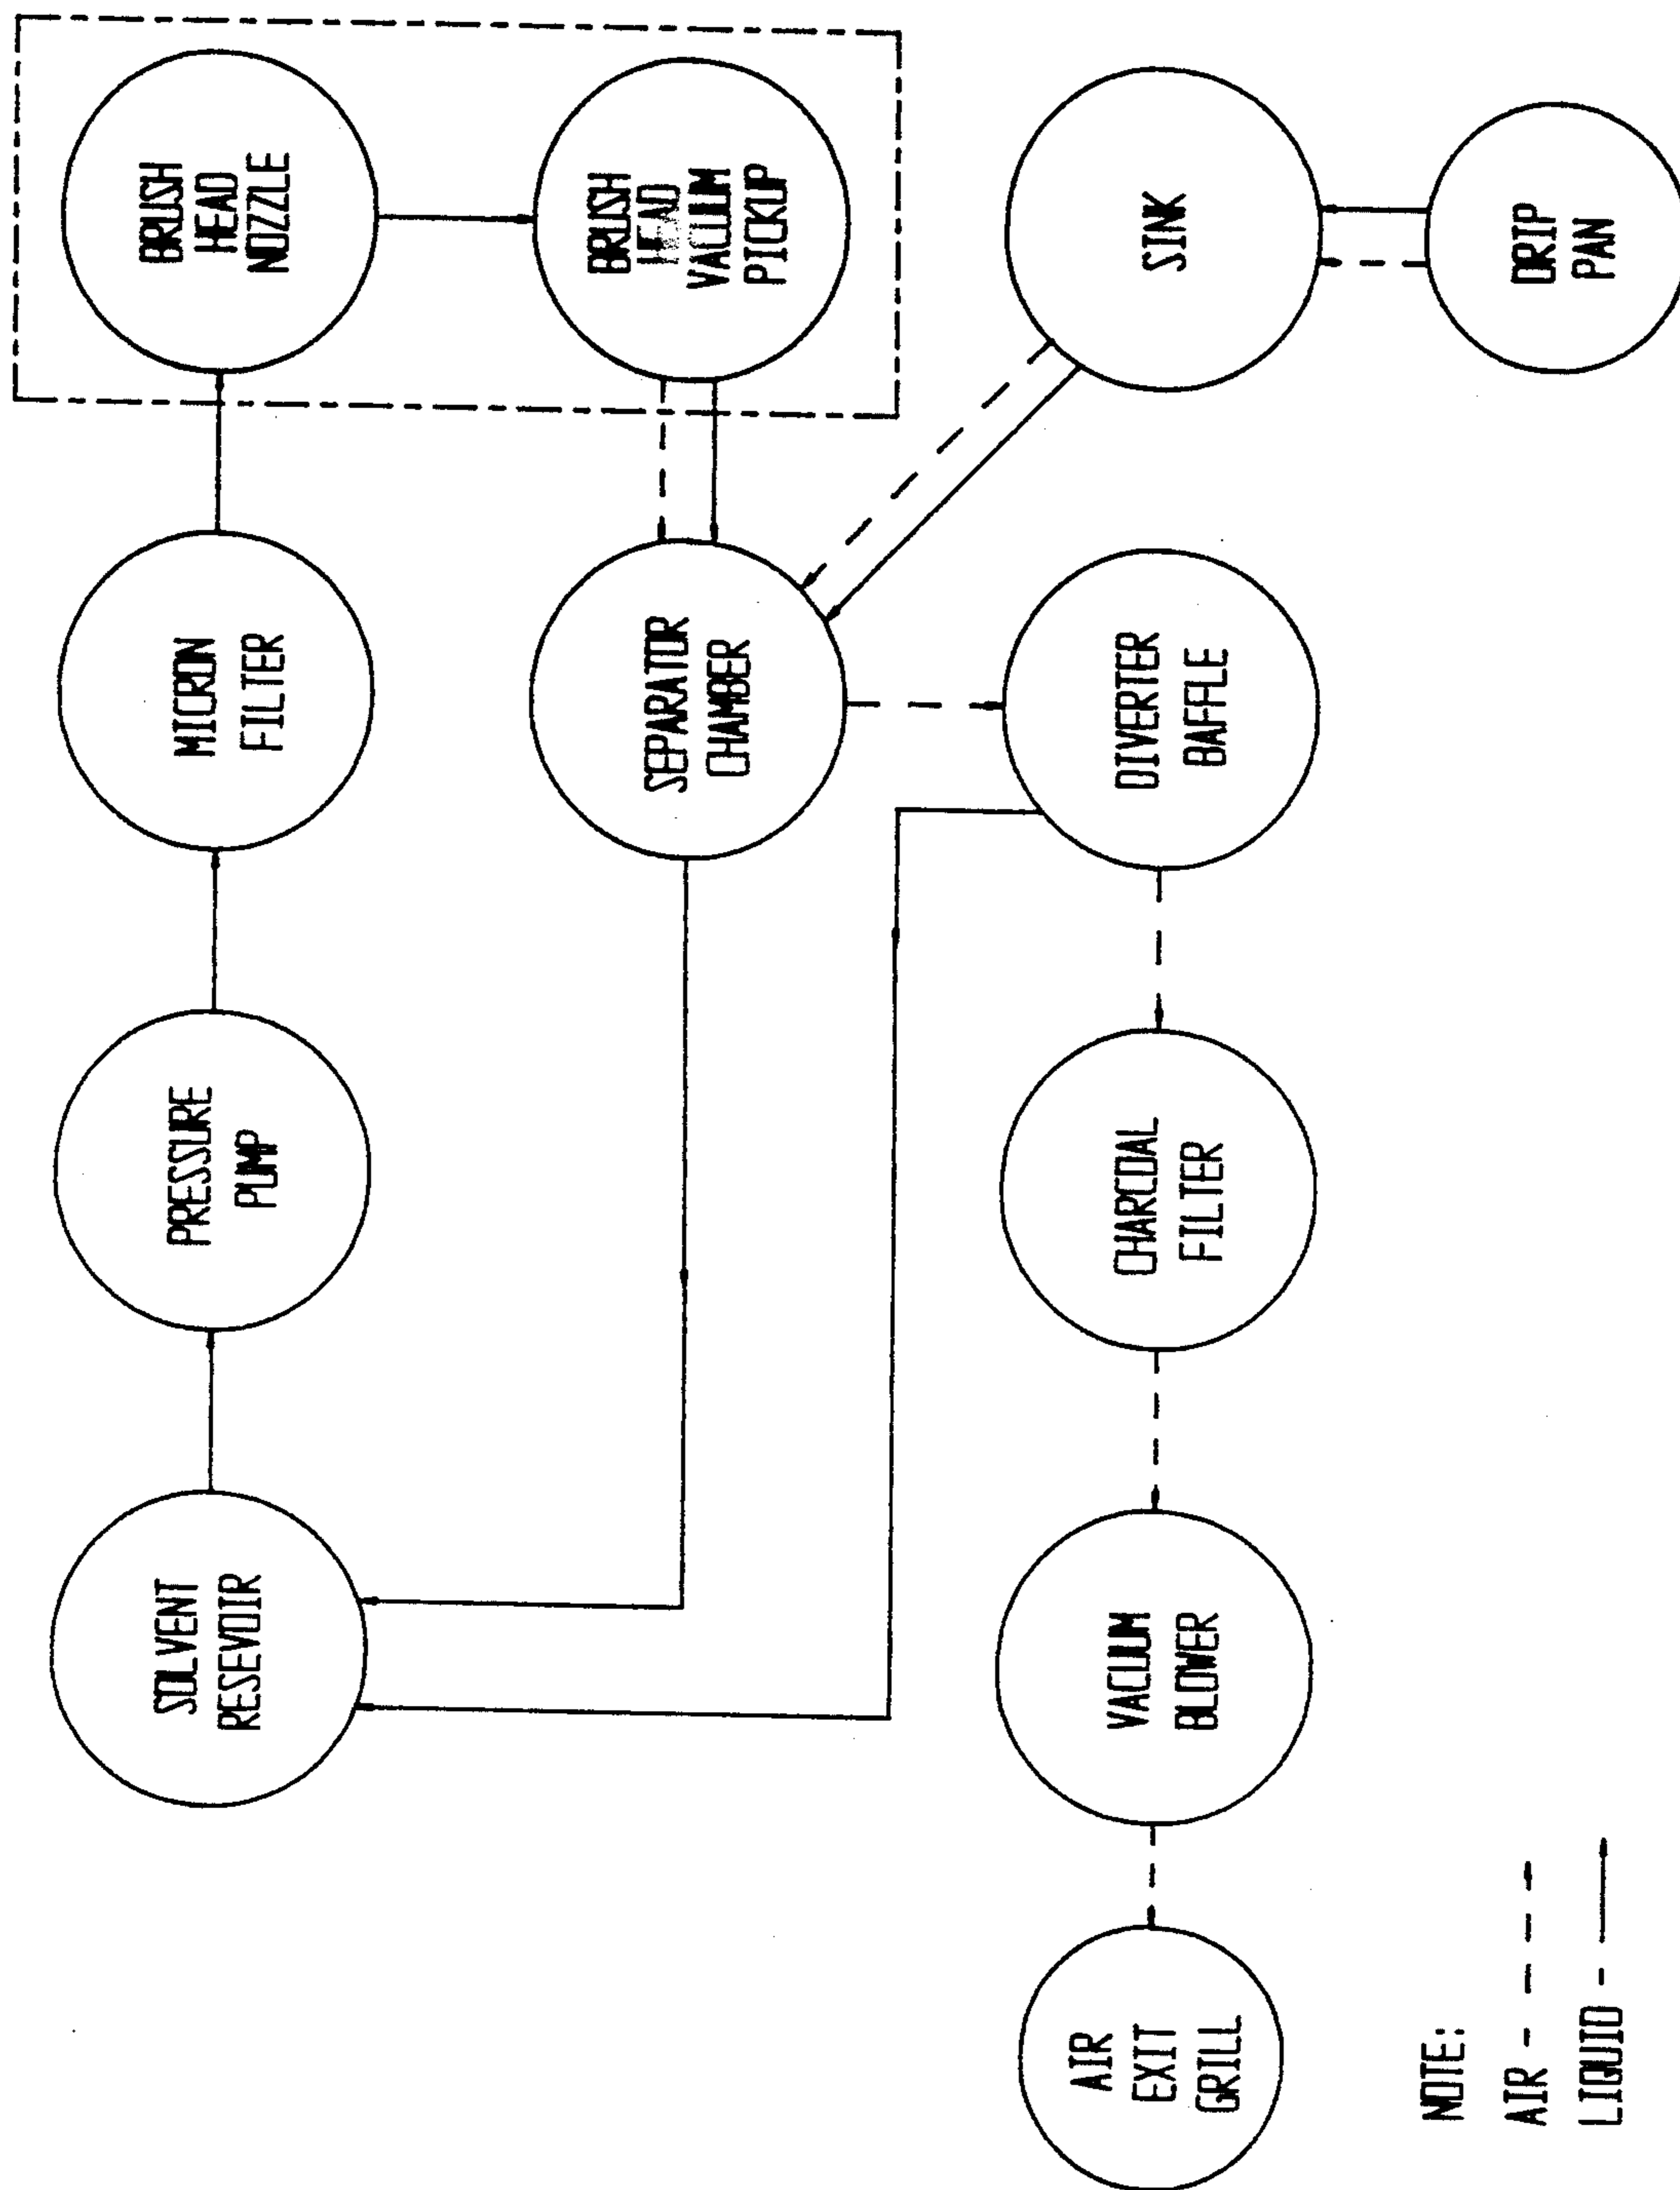 SOLVENT
RESEVOIR
PRESSURE
PUMP
MICRON
FILTER
BRUSH
HEAD
NOZZLE
SEPARATOR
CHAMBER
BRUSH
HEAD
VACUUM
PICKUP
AIR
EXIT
GRILL
VACUUM
BLOWER
CHARCOAL
FILTER
DIVERTER
BAFFLE
SINK
DRIP
PAN
NOTE:
AIR -
LIQUID -